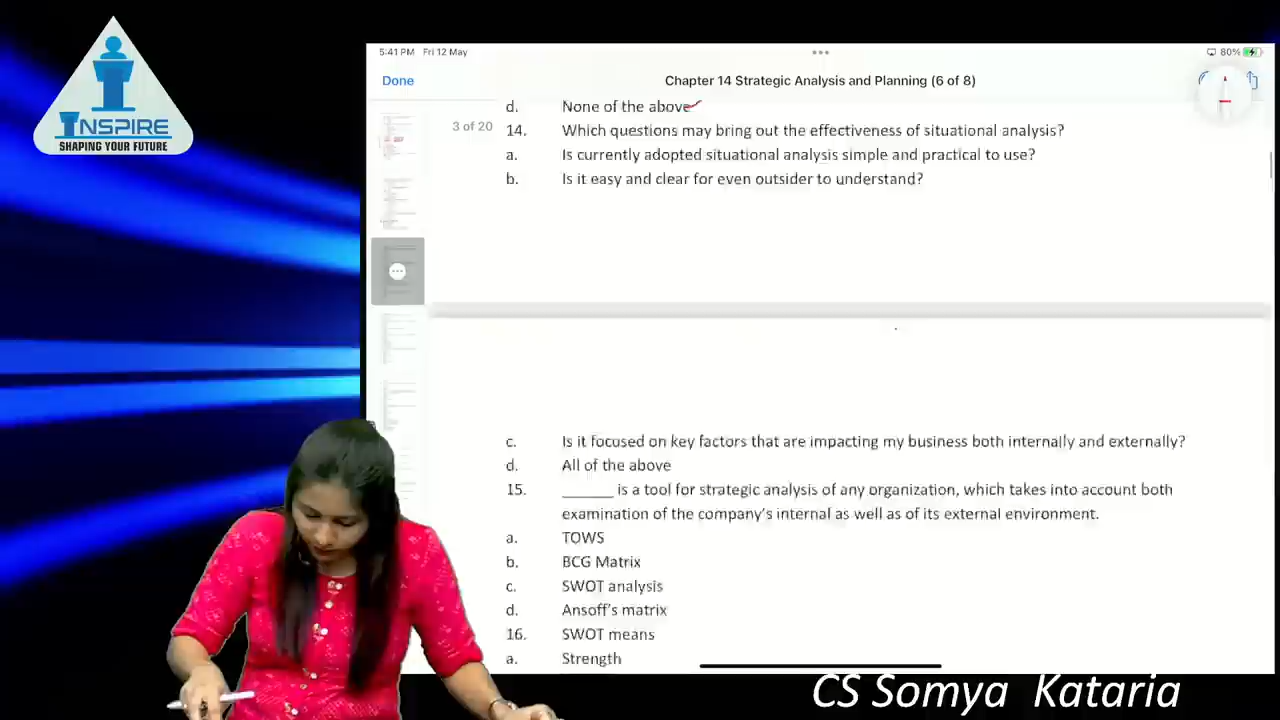 INSPIRE
SHAPING YOUR FUTURE
5:41 PM Fri 12 May
80%
Done
Chapter 14 Strategic Analysis and Planning (6 of 8)
3 of 20
d. None of the above
14. Which questions may bring out the effectiveness of situational analysis?
a. Is currently adopted situational analysis simple and practical to use?
b. Is it easy and clear for even outsider to understand?
c. Is it focused on key factors that are impacting my business both internally and externally?
d. All of the above
15. ______ is a tool for strategic analysis of any organization, which takes into account both
examination of the company's internal as well as of its external environment.
a. TOWS
b. BCG Matrix
c. SWOT analysis
d. Ansoff's matrix
16. SWOT means
a. Strength
CS Somya Kataria